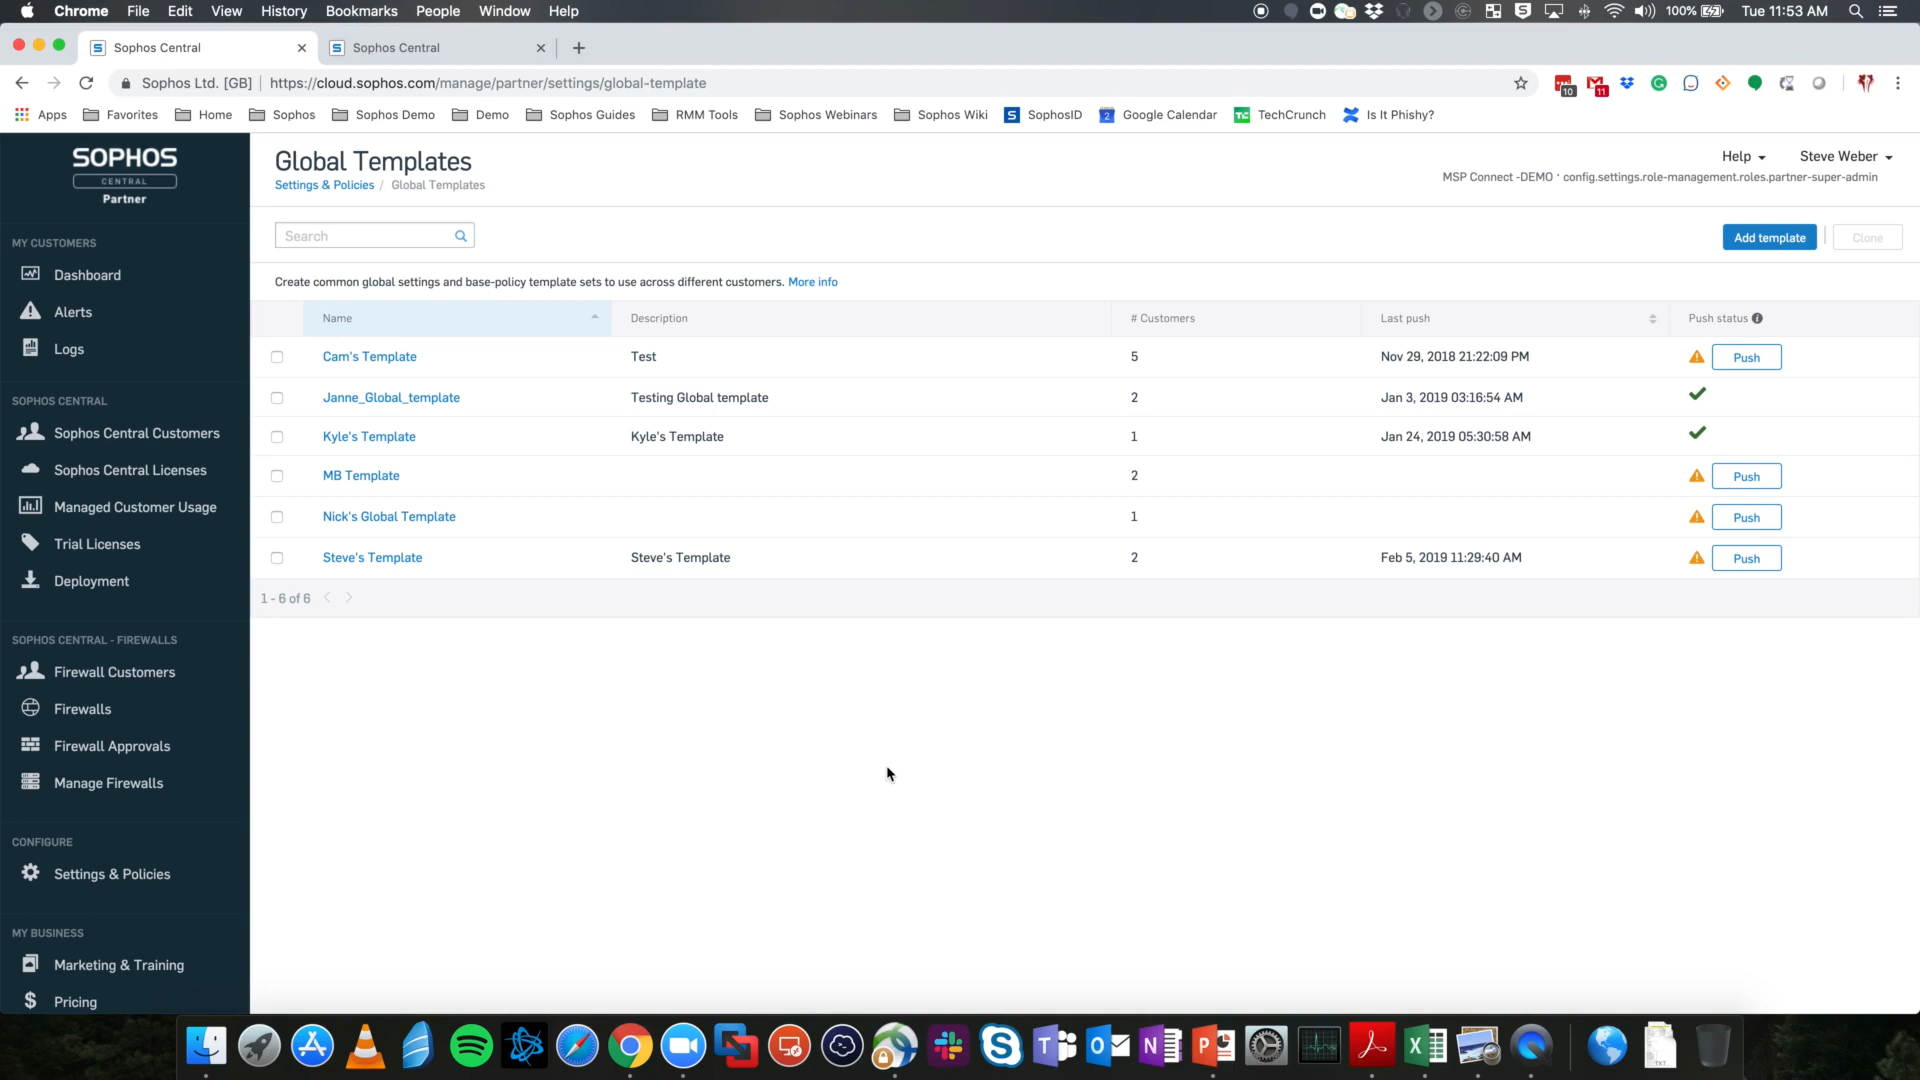 Chrome File Edit View History Bookmarks People Window Help 100% Tue 11:53 AM
Sophos Central Sophos Central
Sophos Ltd. [GB] https://cloud.sophos.com/manage/partner/settings/global-template 10 11
Apps Favorites Home Sophos Sophos Demo Demo Sophos Guides RMM Tools Sophos Webinars Sophos Wiki SophosID Google Calendar TechCrunch Is It Phishy?
SOPHOS
CENTRAL
Partner
MY CUSTOMERS
Dashboard
Alerts
Logs
SOPHOS CENTRAL
Sophos Central Customers
Sophos Central Licenses
Managed Customer Usage
Trial Licenses
Deployment
SOPHOS CENTRAL - FIREWALLS
Firewall Customers
Firewalls
Firewall Approvals
Manage Firewalls
CONFIGURE
Settings & Policies
MY BUSINESS
Marketing & Training
Pricing
Global Templates
Settings & Policies / Global Templates
Help Steve Weber
MSP Connect -DEMO · config.settings.role-management.roles.partner-super-admin
Search
Add template Clone
Create common global settings and base-policy template sets to use across different customers. More info
Name Description # Customers Last push Push status
Cam's Template Test 5 Nov 29, 2018 21:22:09 PM Push
Janne_Global_template Testing Global template 2 Jan 3, 2019 03:16:54 AM
Kyle's Template Kyle's Template 1 Jan 24, 2019 05:30:58 AM
MB Template 2 Push
Nick's Global Template 1 Push
Steve's Template Steve's Template 2 Feb 5, 2019 11:29:40 AM Push
1 - 6 of 6
TXT